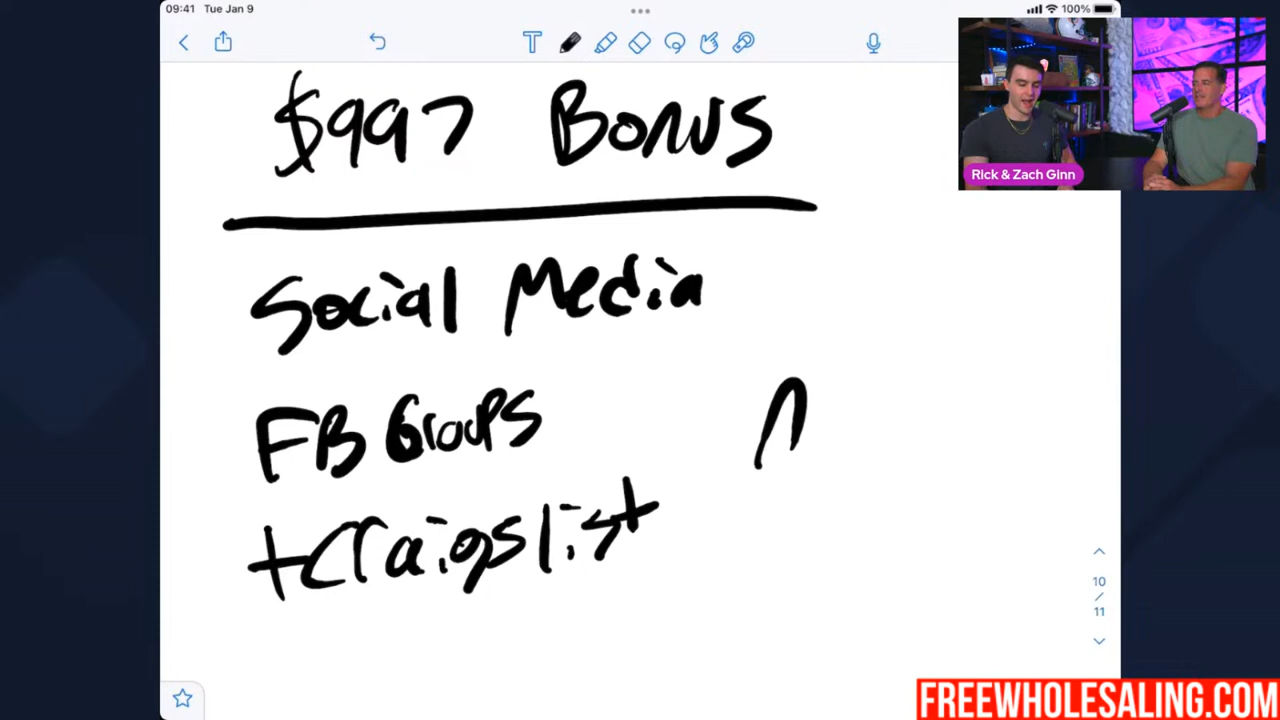 09:41 Tue Jan 9
100%
T
Rick & Zach Ginn
$997 Bonus
Social Media
FB Groups
+Craigslist
10
/
11
FREEWHOLESALING.COM